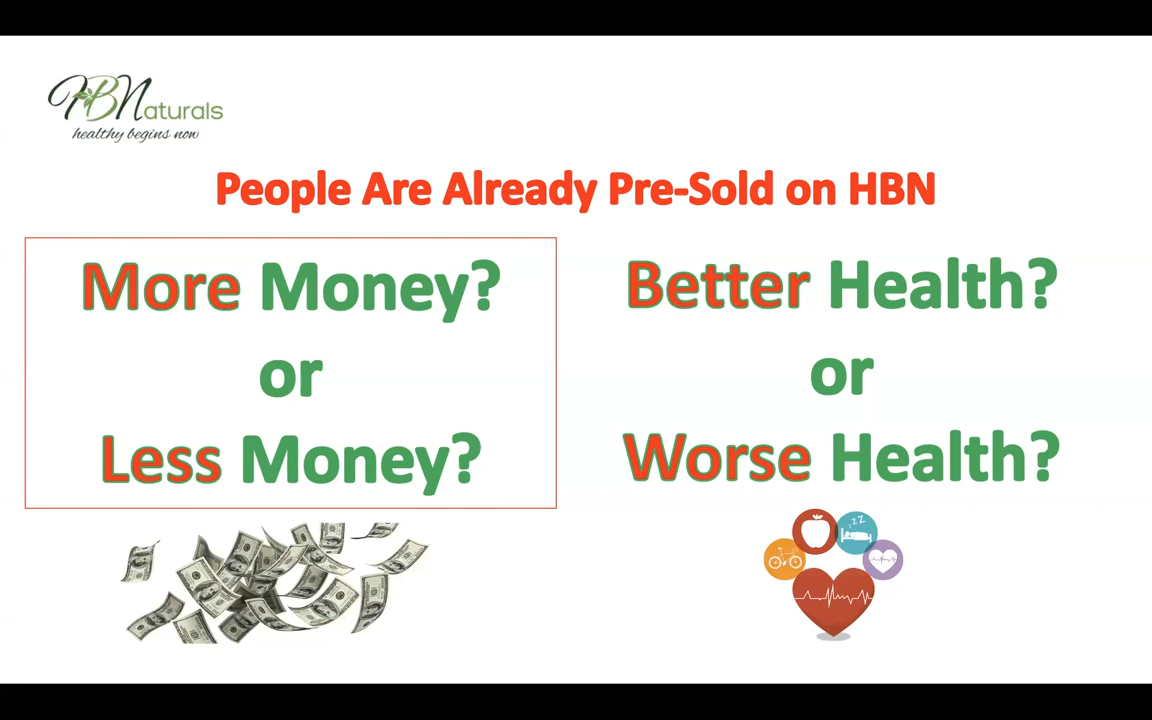 HBNaturals
healthy begins now
People Are Already Pre-Sold on HBN
More Money?
or
Less Money?
Better Health?
or
Worse Health?
zZZ